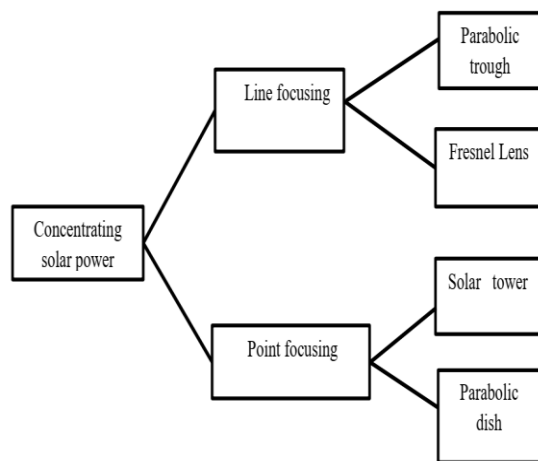 Parabolic
trough
Line focusing
Fresnel Lens
Concentrating
solar power
Solar tower
Point focusing
Parabolic
dish